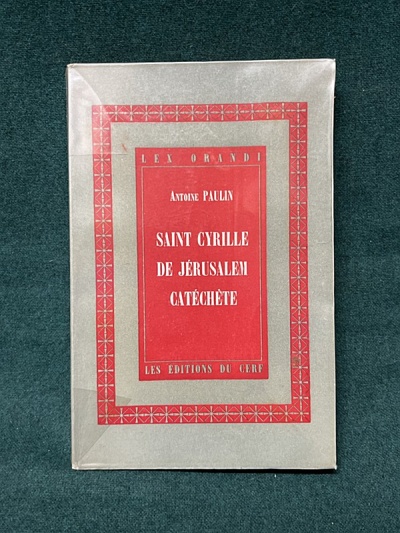 LEX ORANDI
ANTOINE PAULIN
SAINT CYRILLE
DE JÉRUSALEM
CATÉCHÈTE
LES ÉDITIONS DU CERF